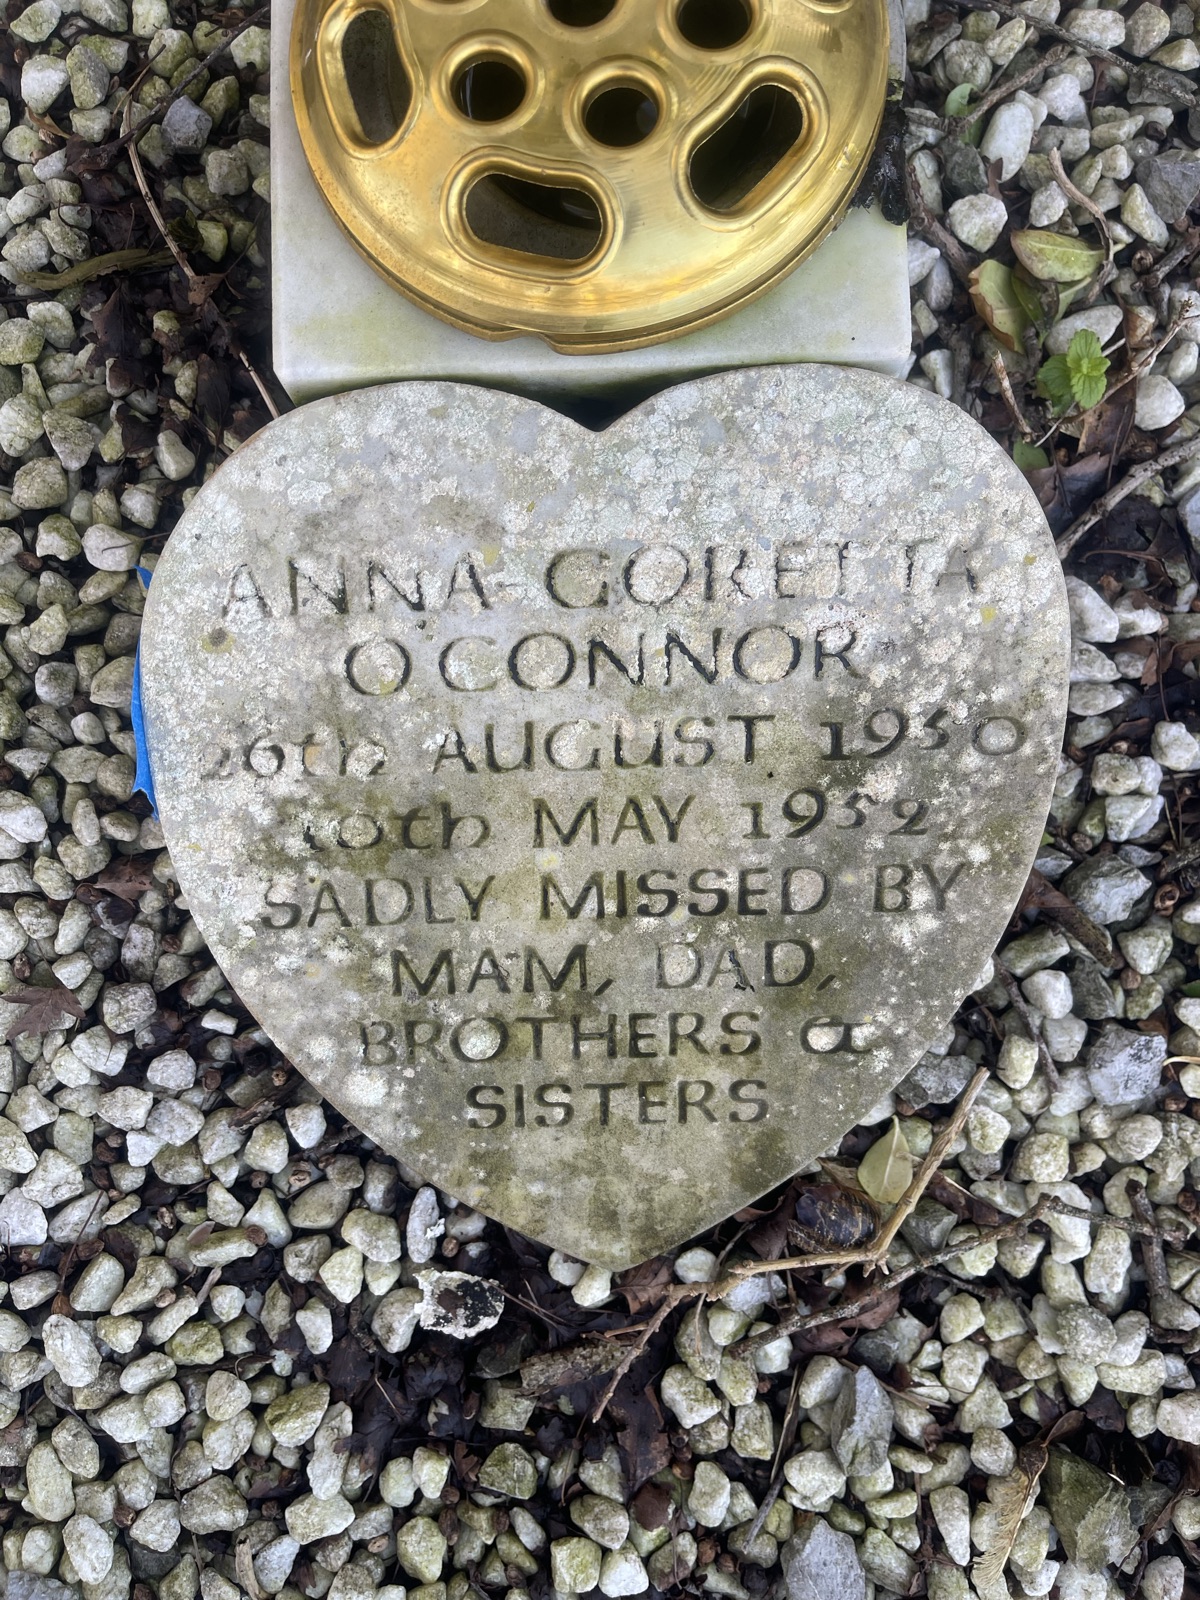 ANNA GORETTA
O'CONNOR
26th AUGUST 1950
10th MAY 1952
SADLY MISSED BY
MAM, DAD,
BROTHERS &
SISTERS